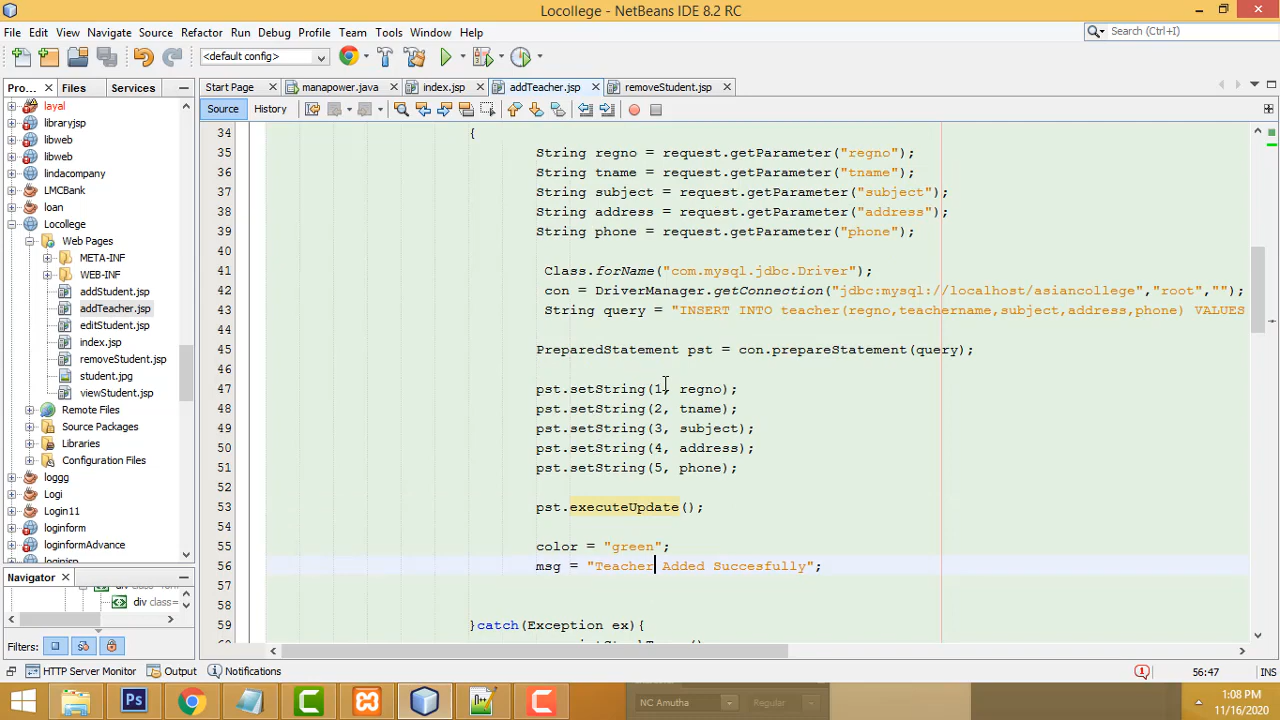 Locollege - NetBeans IDE 8.2 RC
File Edit View Navigate Source Refactor Run Debug Profile Team Tools Window Help
Search (Ctrl+I)
<default config>
Pro... Files Services
Start Page manapower.java index.jsp addTeacher.jsp removeStudent.jsp
Source History
layal
libraryjsp
libweb
libweb
lindacompany
LMCBank
loan
Locollege
Web Pages
META-INF
WEB-INF
addStudent.jsp
addTeacher.jsp
editStudent.jsp
index.jsp
removeStudent.jsp
student.jpg
viewStudent.jsp
Remote Files
Source Packages
Libraries
Configuration Files
loggg
Logi
Login11
loginform
loginformAdvance
loginjsp
34 {
35 String regno = request.getParameter("regno");
36 String tname = request.getParameter("tname");
37 String subject = request.getParameter("subject");
38 String address = request.getParameter("address");
39 String phone = request.getParameter("phone");
40
41 Class.forName("com.mysql.jdbc.Driver");
42 con = DriverManager.getConnection("jdbc:mysql://localhost/asiancollege","root","");
43 String query = "INSERT INTO teacher(regno,teachername,subject,address,phone) VALUES
44
45 PreparedStatement pst = con.prepareStatement(query);
46
47 pst.setString(1, regno);
48 pst.setString(2, tname);
49 pst.setString(3, subject);
50 pst.setString(4, address);
51 pst.setString(5, phone);
52
53 pst.executeUpdate();
54
55 color = "green";
56 msg = "Teacher Added Succesfully";
57
58
59 }catch(Exception ex){
Navigator
div class=
Filters:
HTTP Server Monitor Output Notifications
1
56:47 INS
NC Amutha Regular
1:08 PM
11/16/2020